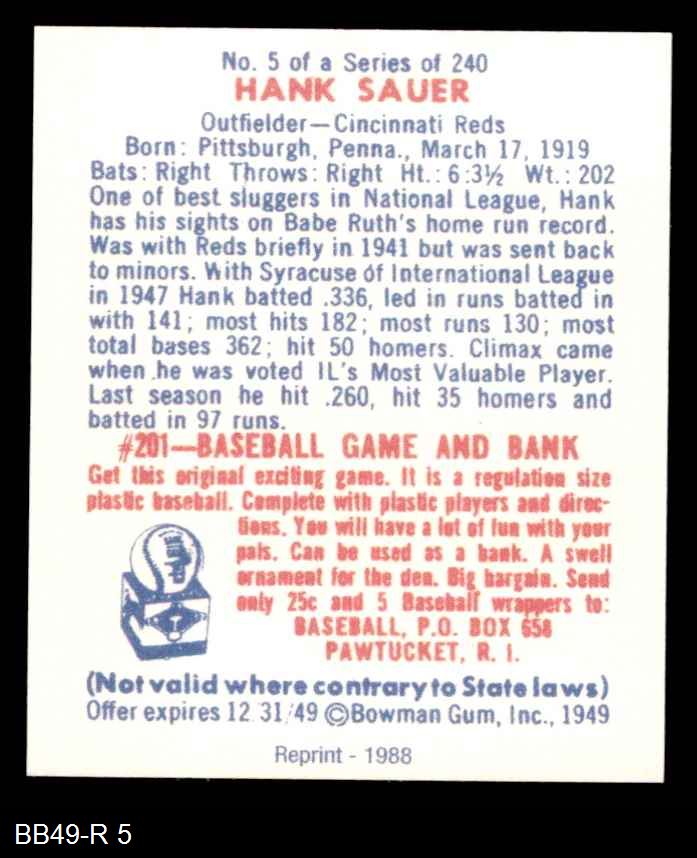 No. 5 of a Series of 240
HANK SAUER
Outfielder—Cincinnati Reds
Born: Pittsburgh, Penna., March 17, 1919
Bats: Right Throws: Right Ht.: 6:3½ Wt.: 202
One of best sluggers in National League, Hank
has his sights on Babe Ruth's home run record.
Was with Reds briefly in 1941 but was sent back
to minors. With Syracuse of International League
in 1947 Hank batted .336, led in runs batted in
with 141; most hits 182; most runs 130; most
total bases 362; hit 50 homers. Climax came
when he was voted IL's Most Valuable Player.
Last season he hit .260, hit 35 homers and
batted in 97 runs.
#201—BASEBALL GAME AND BANK
Get this original exciting game. It is a regulation size
plastic baseball. Complete with plastic players and direc-
tions. You will have a lot of fun with your
pals. Can be used as a bank. A swell
ornament for the den. Big bargain. Send
only 25c and 5 Baseball wrappers to:
BASEBALL, P.O. BOX 658
PAWTUCKET, R. I.
(Not valid where contrary to State laws)
Offer expires 12/31/49 ©Bowman Gum, Inc., 1949
Reprint - 1988
BB49-R 5